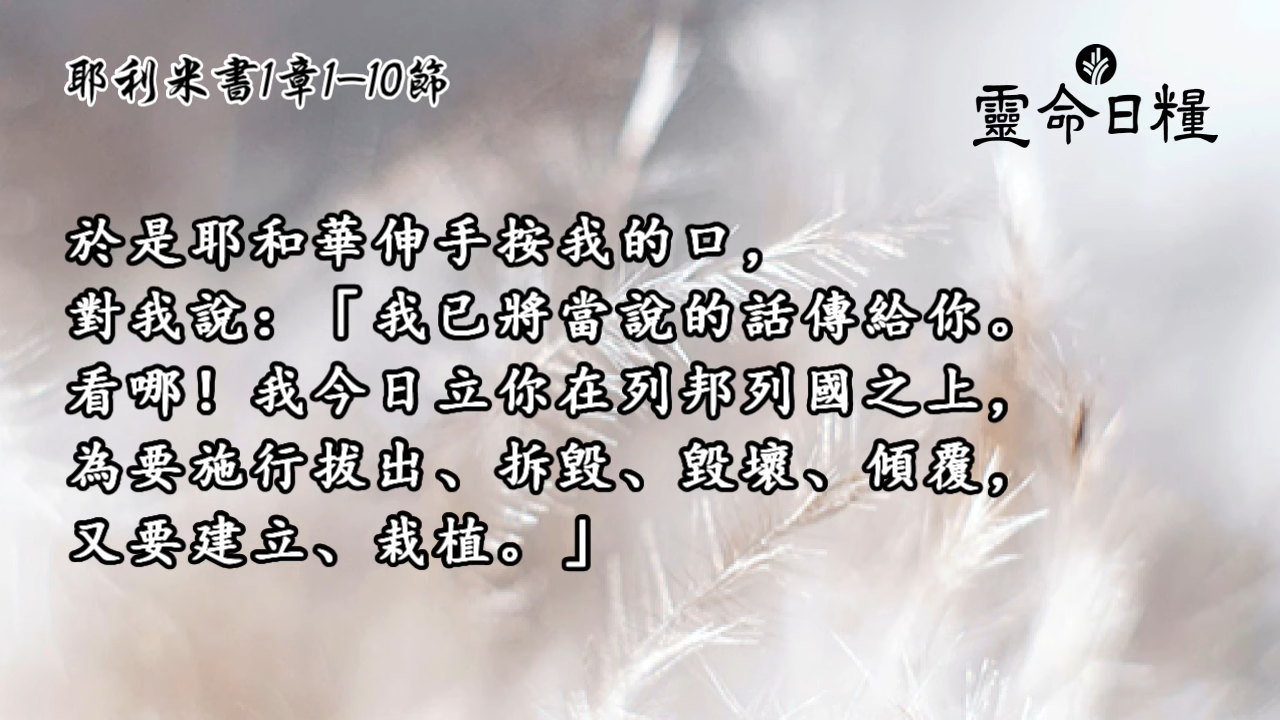 耶利米書1章1–10節
靈命日糧
於是耶和華伸手按我的口，
對我說：「我已將當說的話傳給你。
看哪！我今日立你在列邦列國之上，
為要施行拔出、拆毀、毀壞、傾覆，
又要建立、栽植。」